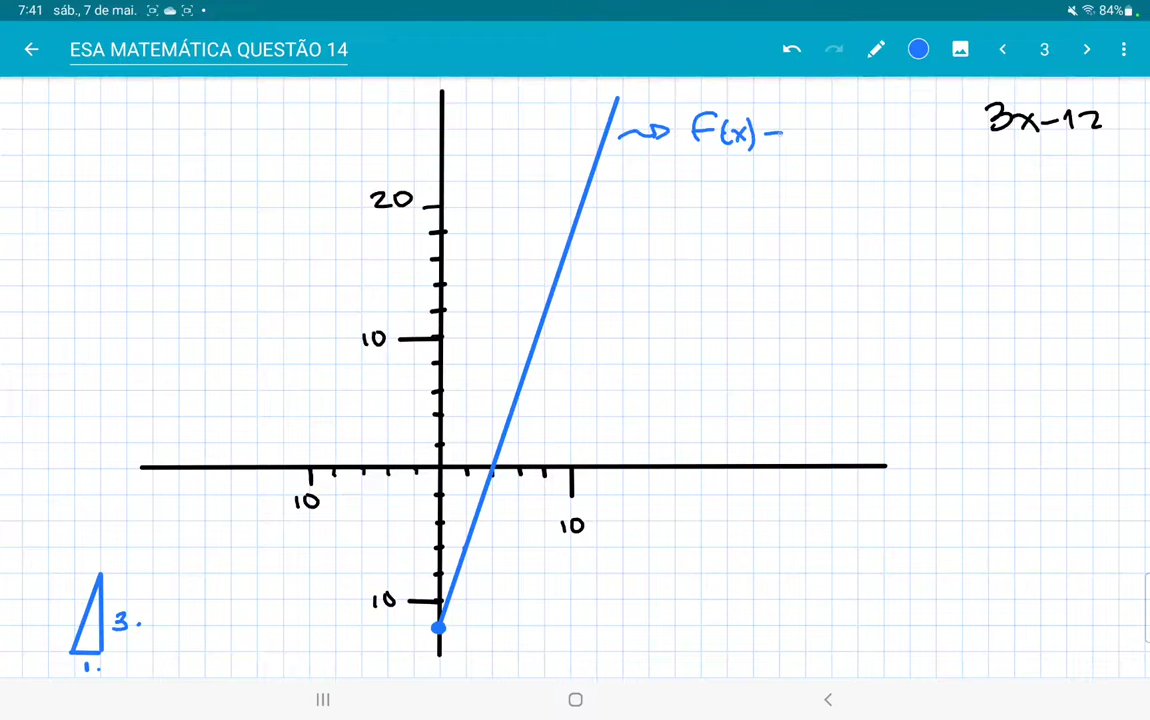 7:41 sáb., 7 de mai.
84%
ESA MATEMÁTICA QUESTÃO 14
3
F(x) -
3x-12
20
10
10
10
10
3.
1.